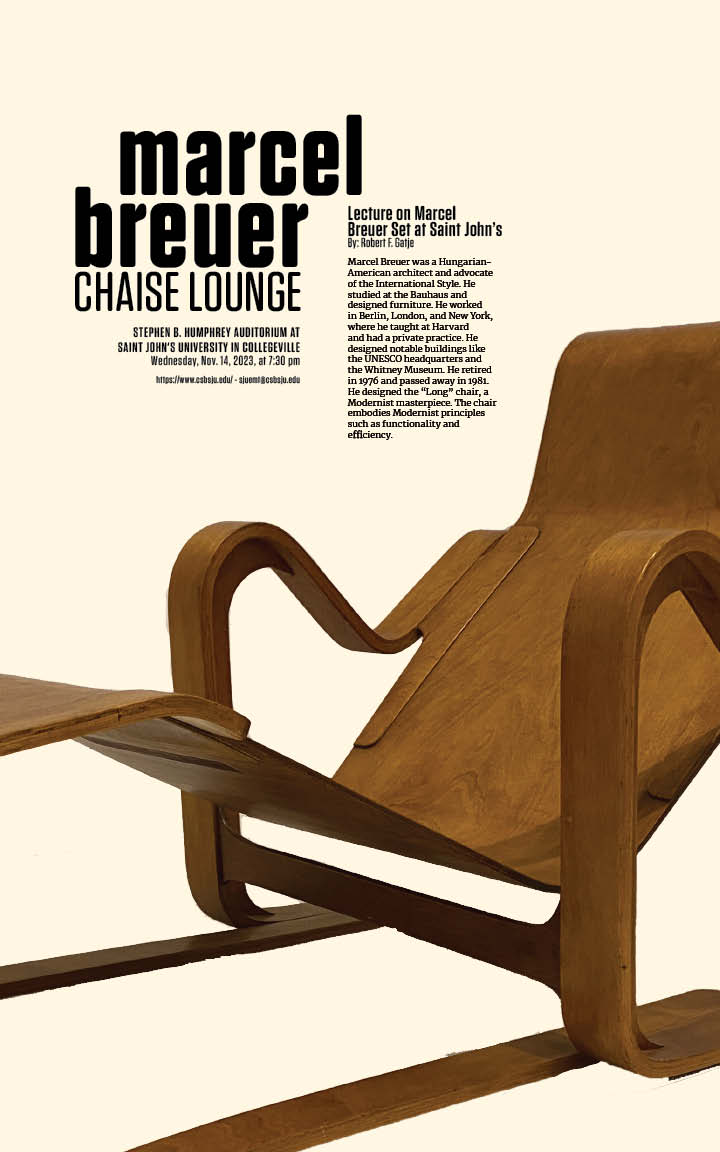 marcel
breuer
CHAISE LOUNGE
STEPHEN B. HUMPHREY AUDITORIUM AT
SAINT JOHN'S UNIVERSITY IN COLLEGEVILLE
Wednesday, Nov. 14, 2023, at 7:30 pm
https://www.csbsju.edu/ - sjuemt@csbsju.edu
Lecture on Marcel
Breuer Set at Saint John's
By: Robert F. Gatje
Marcel Breuer was a Hungarian-
American architect and advocate
of the International Style. He
studied at the Bauhaus and
designed furniture. He worked
in Berlin, London, and New York,
where he taught at Harvard
and had a private practice. He
designed notable buildings like
the UNESCO headquarters and
the Whitney Museum. He retired
in 1976 and passed away in 1981.
He designed the “Long” chair, a
Modernist masterpiece. The chair
embodies Modernist principles
such as functionality and
efficiency.